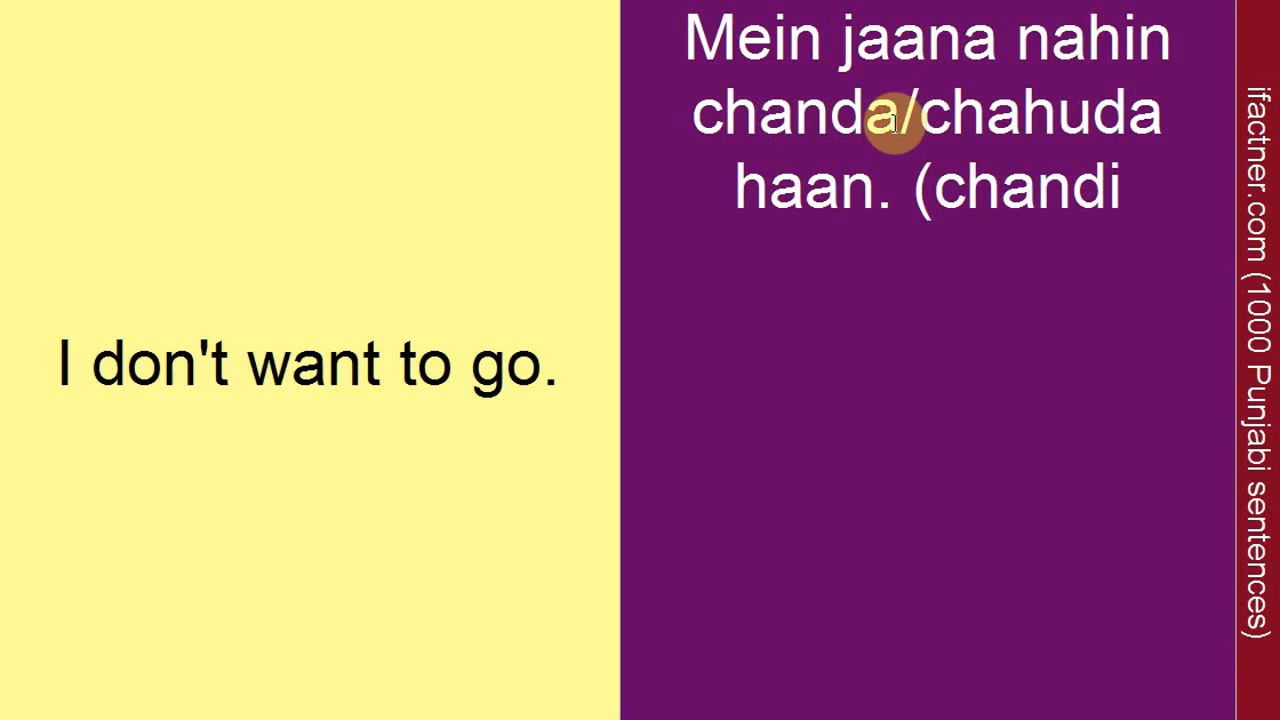 I don't want to go.
Mein jaana nahin
chanda/chahuda
haan. (chandi
ifactner.com (1000 Punjabi sentences)